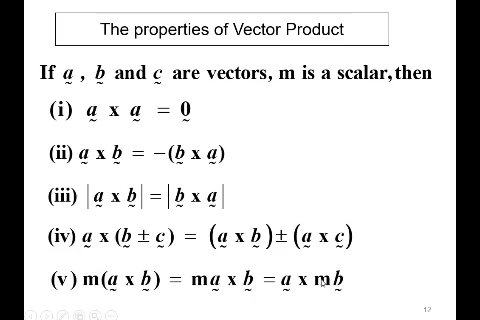 The properties of Vector Product
If a̰ , b̰ and c̰ are vectors, m is a scalar, then
(i) a̰ x a̰ = 0̰
(ii) a̰ x b̰ = −(b̰ x a̰)
(iii) |a̰ x b̰| = |b̰ x a̰|
(iv) a̰ x (b̰ ± c̰) = (a̰ x b̰) ± (a̰ x c̰)
(v) m(a̰ x b̰) = ma̰ x b̰ = a̰ x mb̰
12